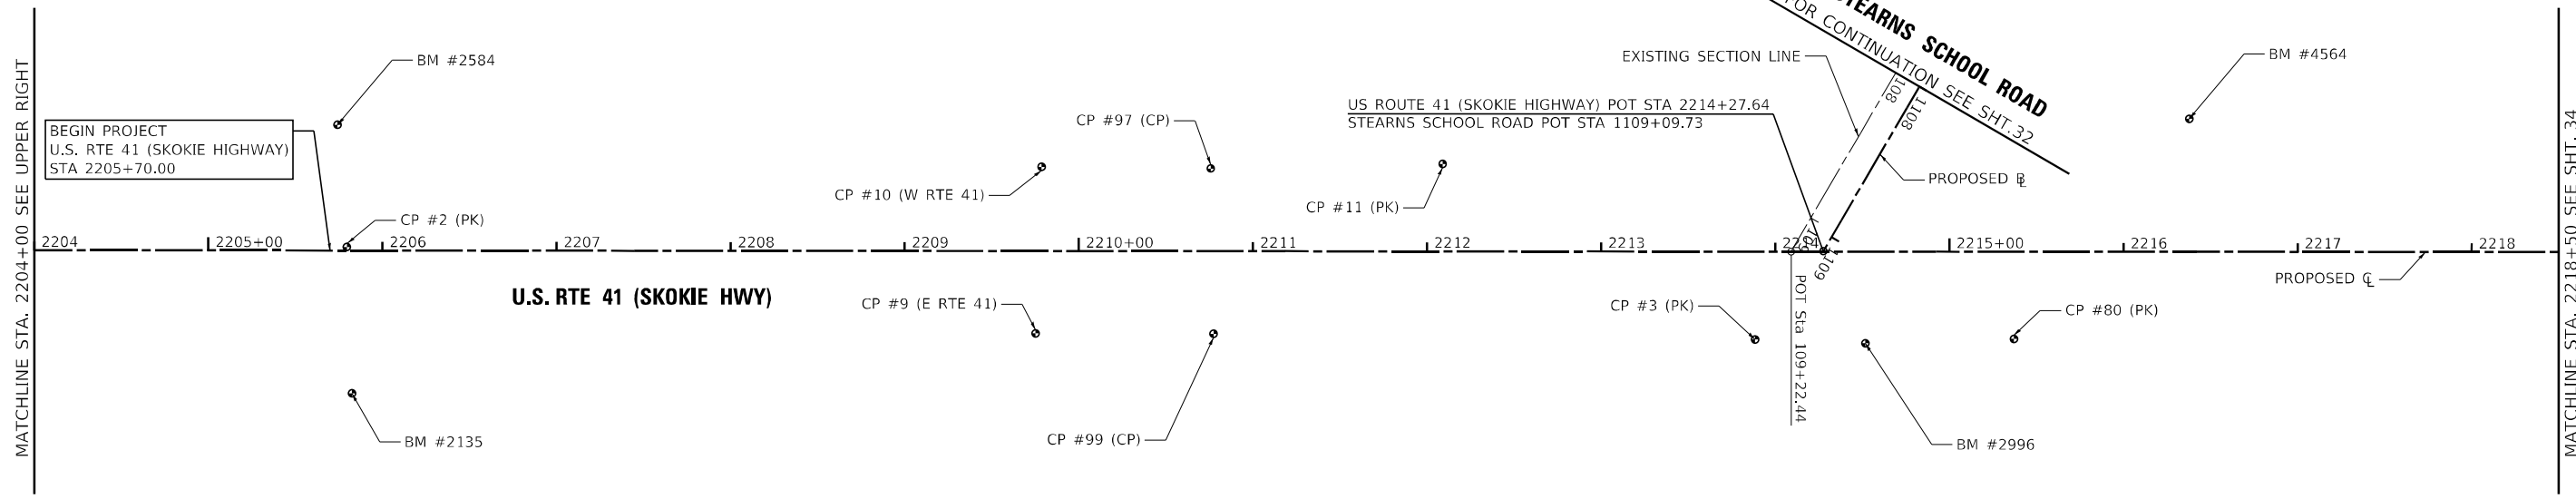 MATCHLINE STA. 2204+00 SEE UPPER RIGHT
BEGIN PROJECT
U.S. RTE 41 (SKOKIE HIGHWAY)
STA 2205+70.00
BM #2584
CP #2 (PK)
CP #10 (W RTE 41)
CP #97 (CP)
CP #11 (PK)
US ROUTE 41 (SKOKIE HIGHWAY) POT STA 2214+27.64
STEARNS SCHOOL ROAD POT STA 1109+09.73
EXISTING SECTION LINE
STEARNS SCHOOL ROAD
FOR CONTINUATION SEE SHT.32
108
1108
PROPOSED B̲L
BM #4564
2204
2205+00
2206
2207
2208
2209
2210+00
2211
2212
2213
2214
109
1109
2215+00
2216
2217
2218
U.S. RTE 41 (SKOKIE HWY)
CP #9 (E RTE 41)
CP #3 (PK)
POT Sta 109+22.44
CP #80 (PK)
PROPOSED ℄
BM #2135
CP #99 (CP)
BM #2996
MATCHLINE STA. 2218+50 SEE SHT.34